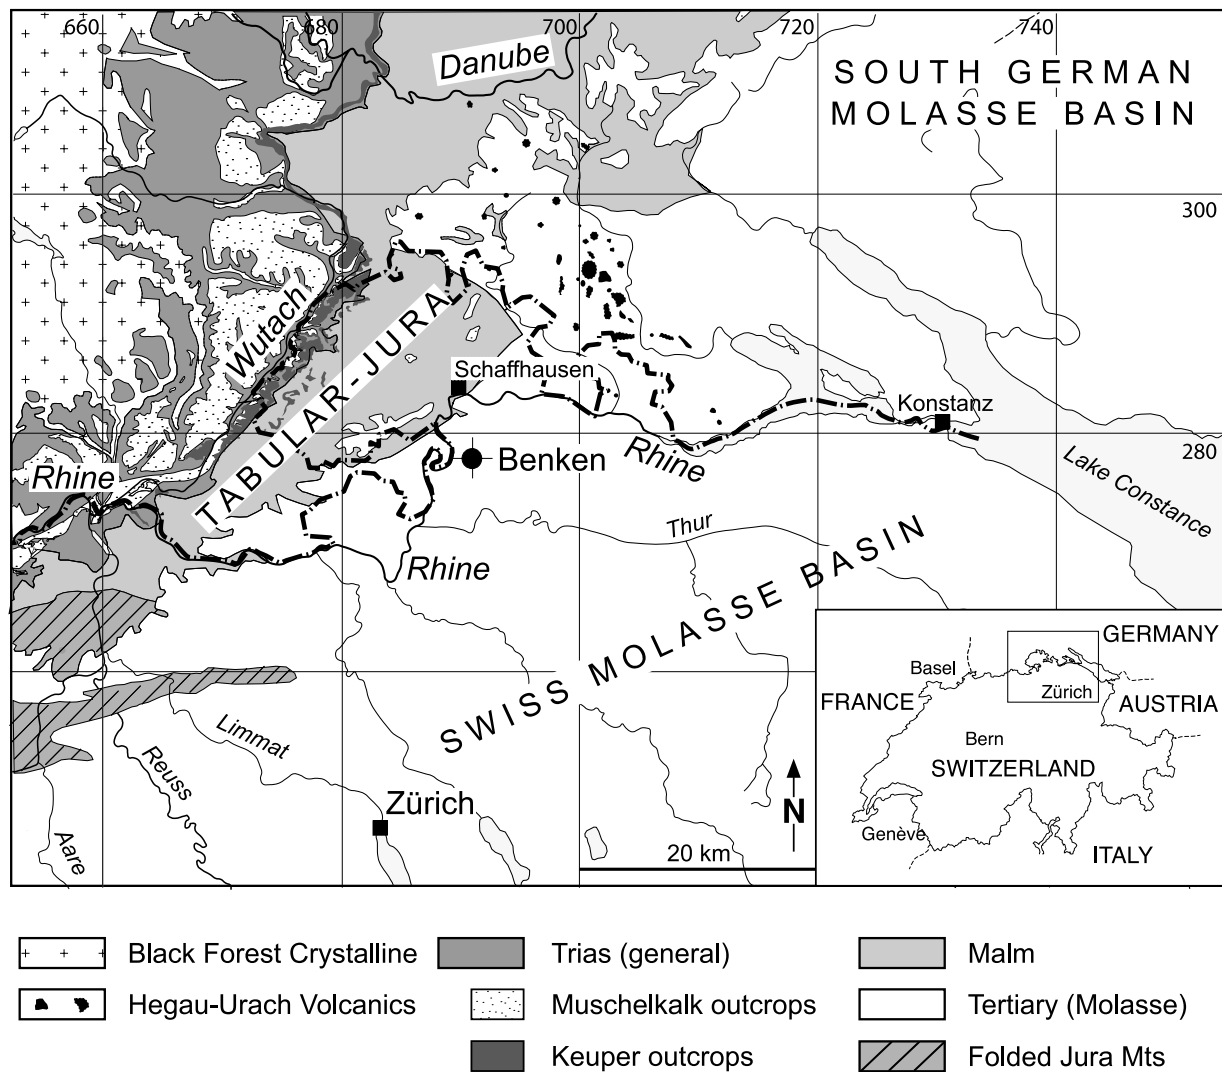 660
680
700
720
740
Danube
SOUTH GERMAN
MOLASSE BASIN
300
Wutach
TABULAR-JURA
Schaffhausen
Konstanz
Rhine
Benken
Rhine
280
Lake Constance
Thur
Rhine
SWISS MOLASSE BASIN
GERMANY
Basel
Zürich
FRANCE
AUSTRIA
Bern
SWITZERLAND
Genèvé
ITALY
Limmat
Reuss
Aare
Zürich
N
20 km
Black Forest Crystalline
Trias (general)
Malm
Hegau-Urach Volcanics
Muschelkalk outcrops
Tertiary (Molasse)
Keuper outcrops
Folded Jura Mts